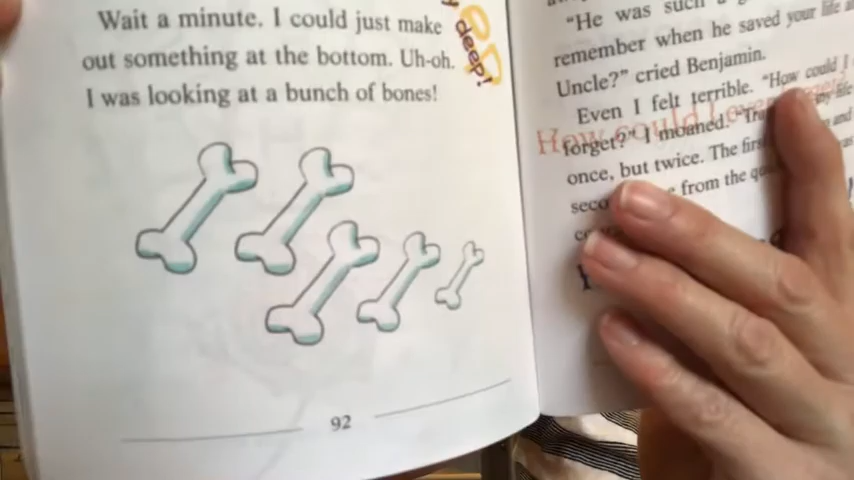 Wait a minute. I could just make
out something at the bottom. Uh-oh.
I was looking at a bunch of bones!
deep!
92
"He was such a
remember when he saved your life
Uncle?" cried Benjamin.
Even I felt terrible. "How could I
forget?" I moaned.
once, but twice. The first
from the